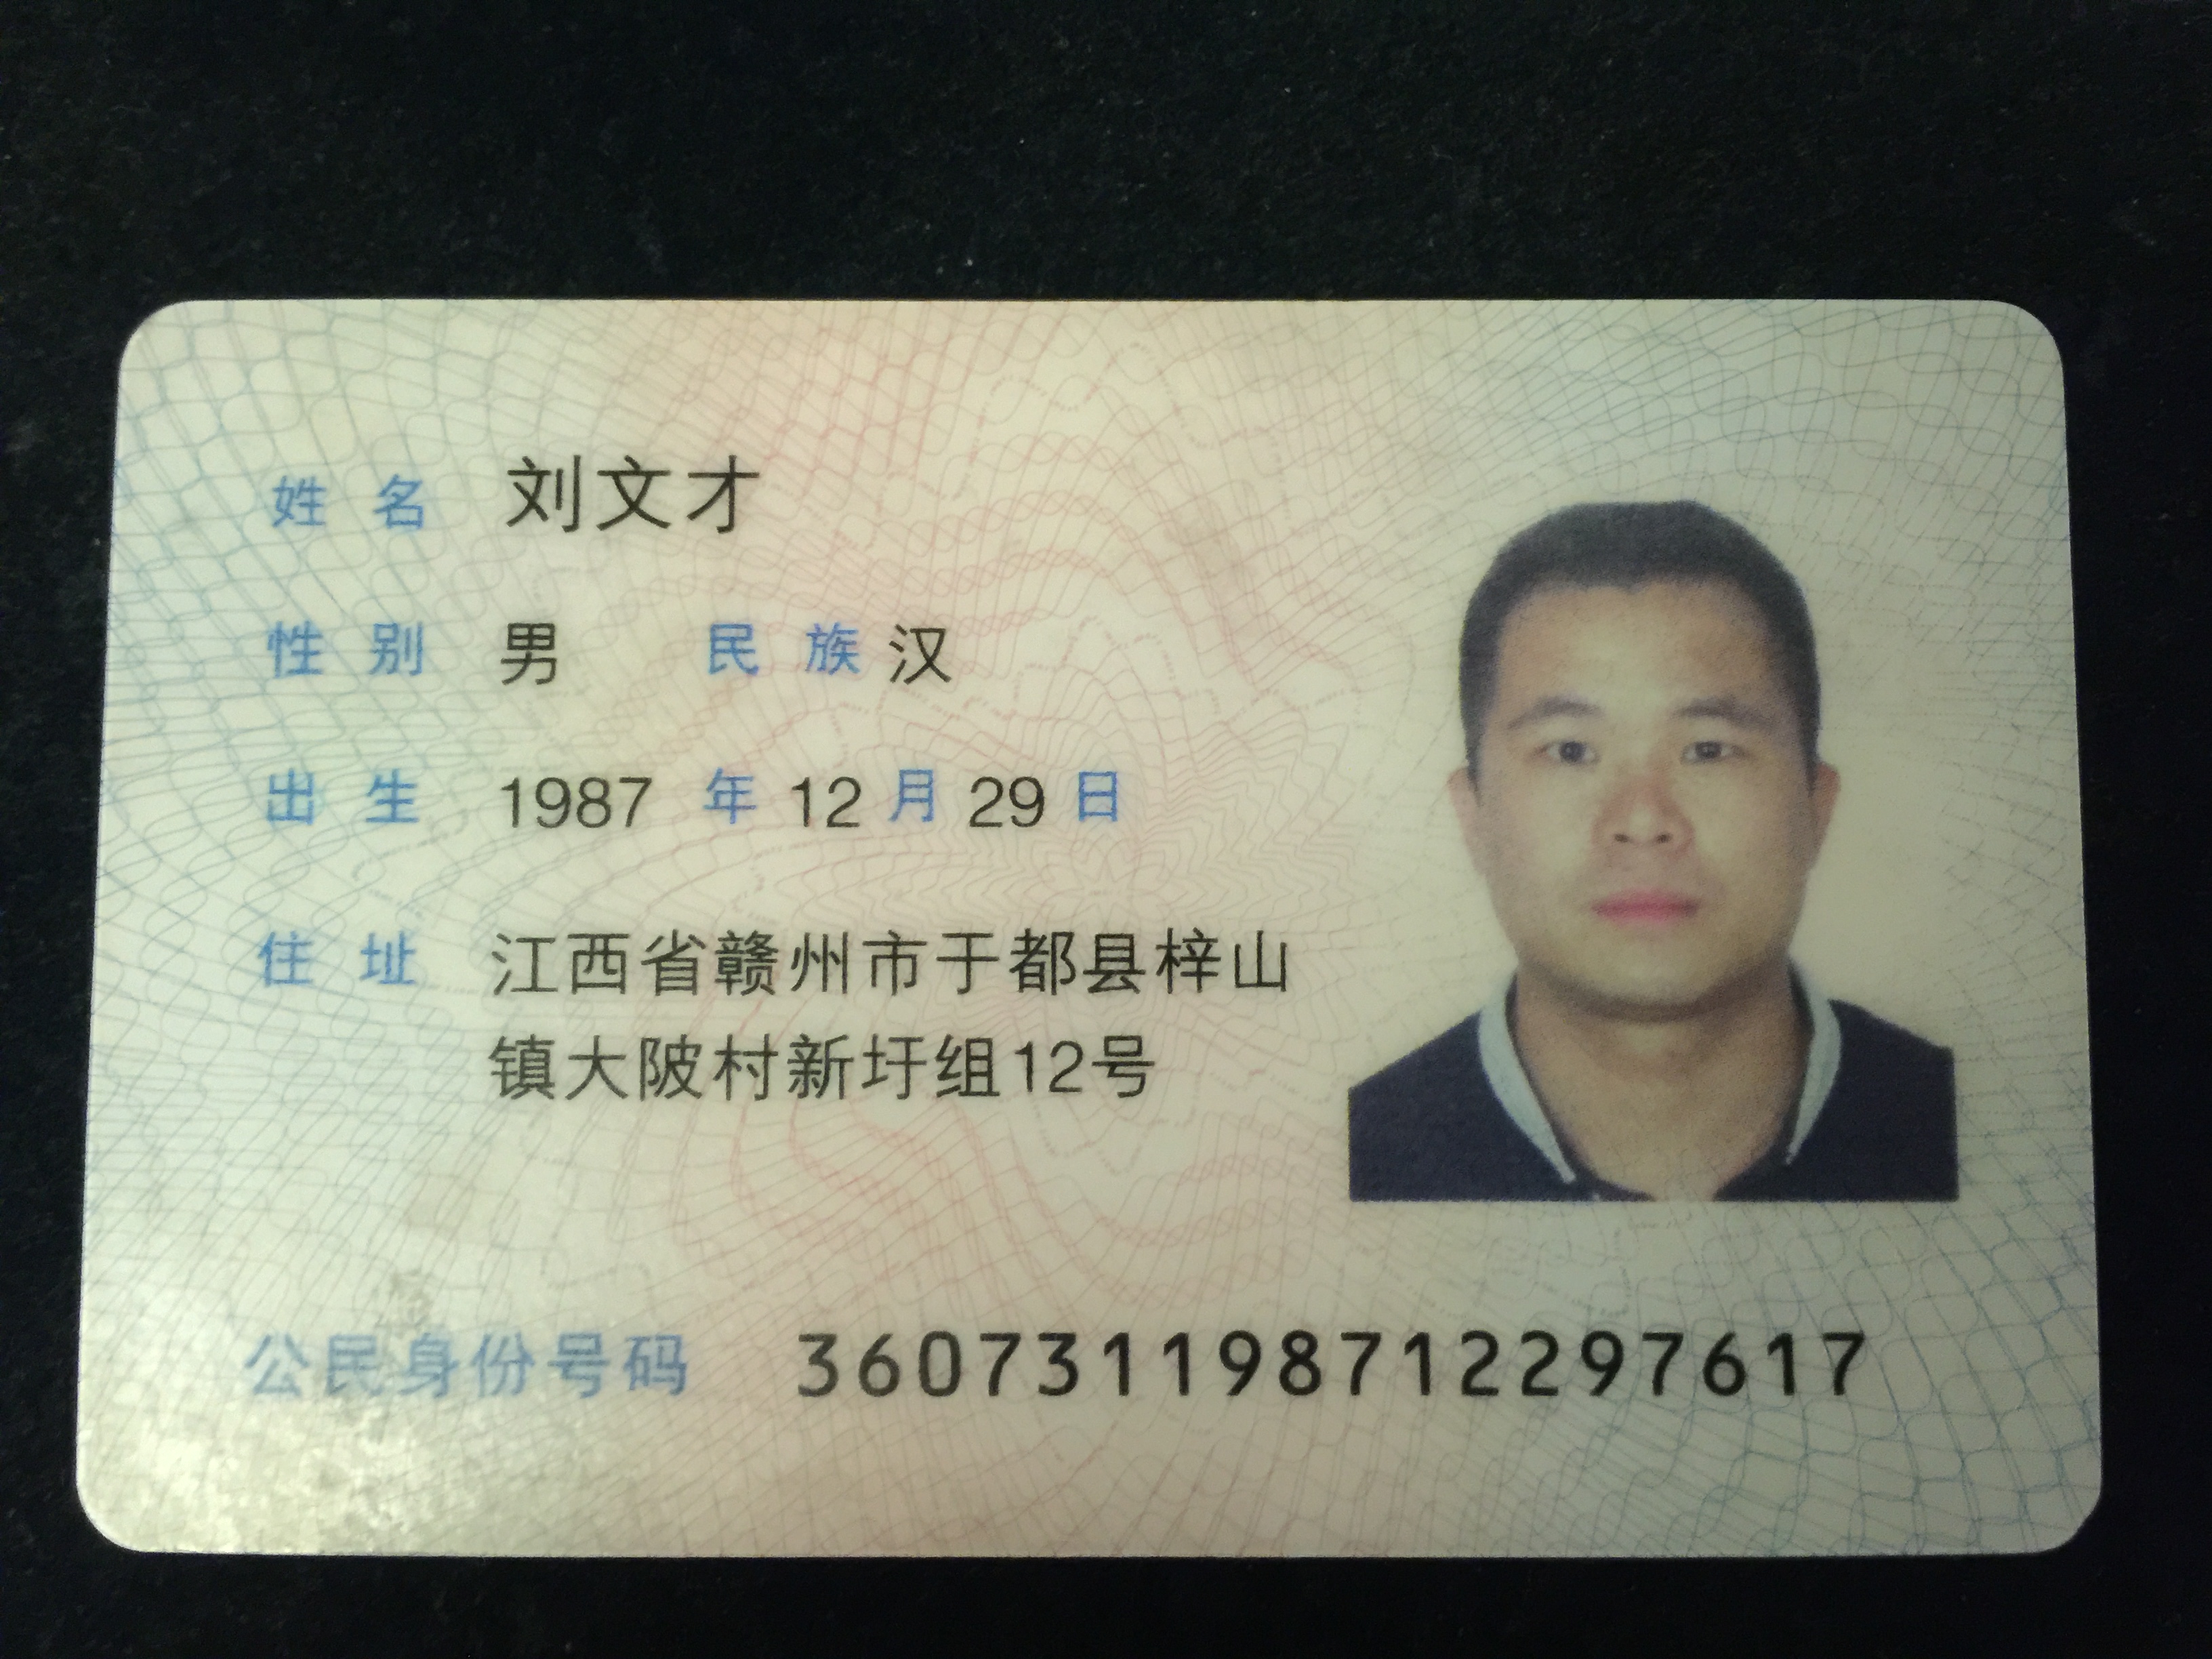 姓名 刘文才
性别 男 民族 汉
出生 1987 年 12 月 29 日
住址 江西省赣州市于都县梓山
镇大陂村新圩组12号
公民身份号码 360731198712297617